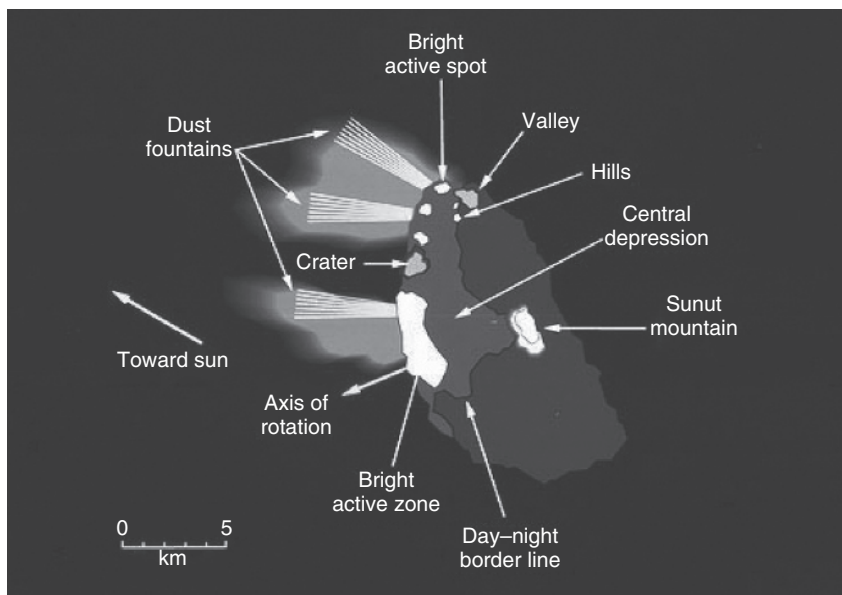 Bright
active spot
Dust
fountains
Valley
Hills
Central
depression
Crater
Sunut
mountain
Toward sun
Axis of
rotation
Bright
active zone
Day–night
border line
0 5
km